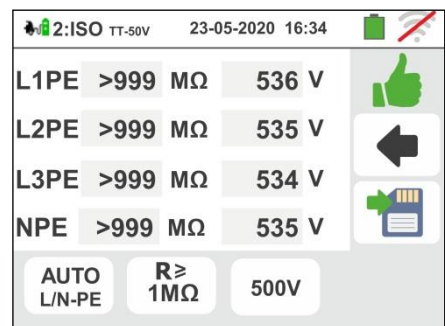 2:ISO TT-50V 23-05-2020 16:34
L1PE >999 MΩ 536 V
L2PE >999 MΩ 535 V
L3PE >999 MΩ 534 V
NPE >999 MΩ 535 V
AUTO R≥ 500V
L/N-PE 1MΩ